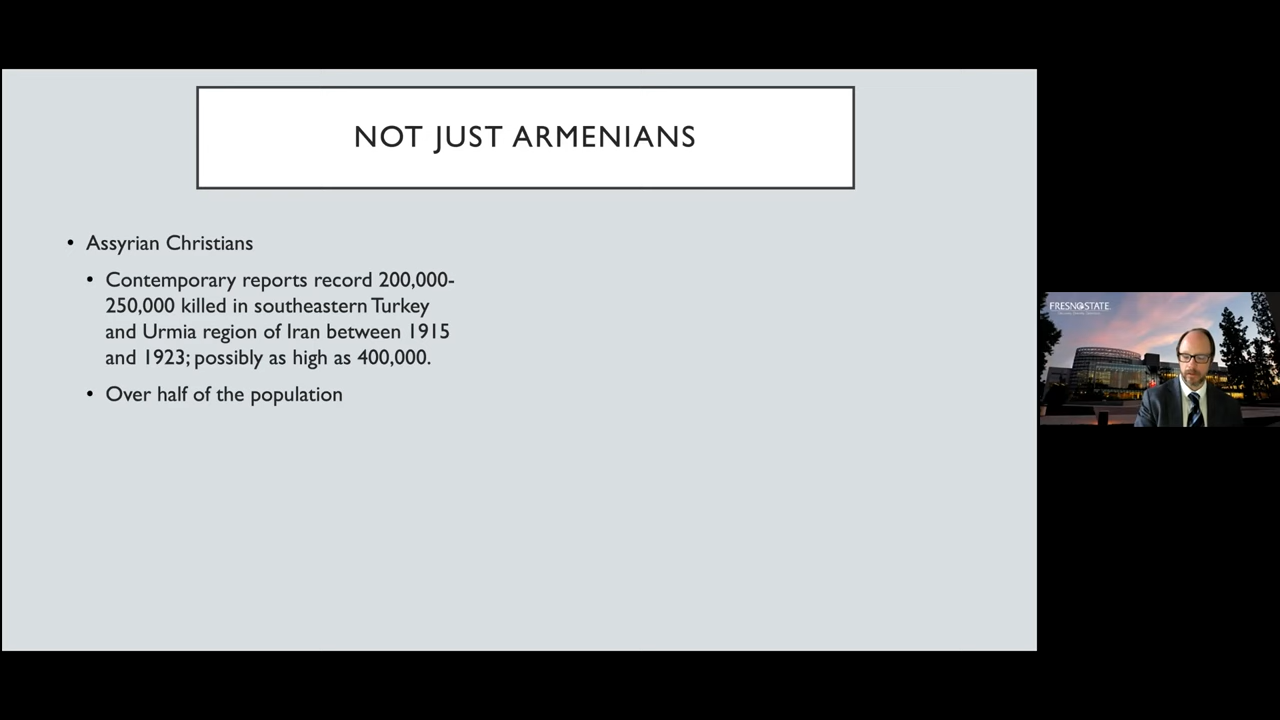 NOT JUST ARMENIANS
• Assyrian Christians
• Contemporary reports record 200,000-
250,000 killed in southeastern Turkey
and Urmia region of Iran between 1915
and 1923; possibly as high as 400,000.
• Over half of the population
FRESNO STATE